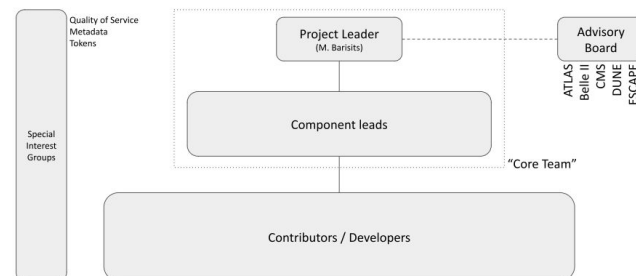 Quality of Service
Metadata
Tokens
Project Leader
(M. Barisits)
Advisory
Board
ATLAS
Belle II
CMS
DUNE
ESCAPE
Component leads
Special
Interest
Groups
“Core Team”
Contributors / Developers